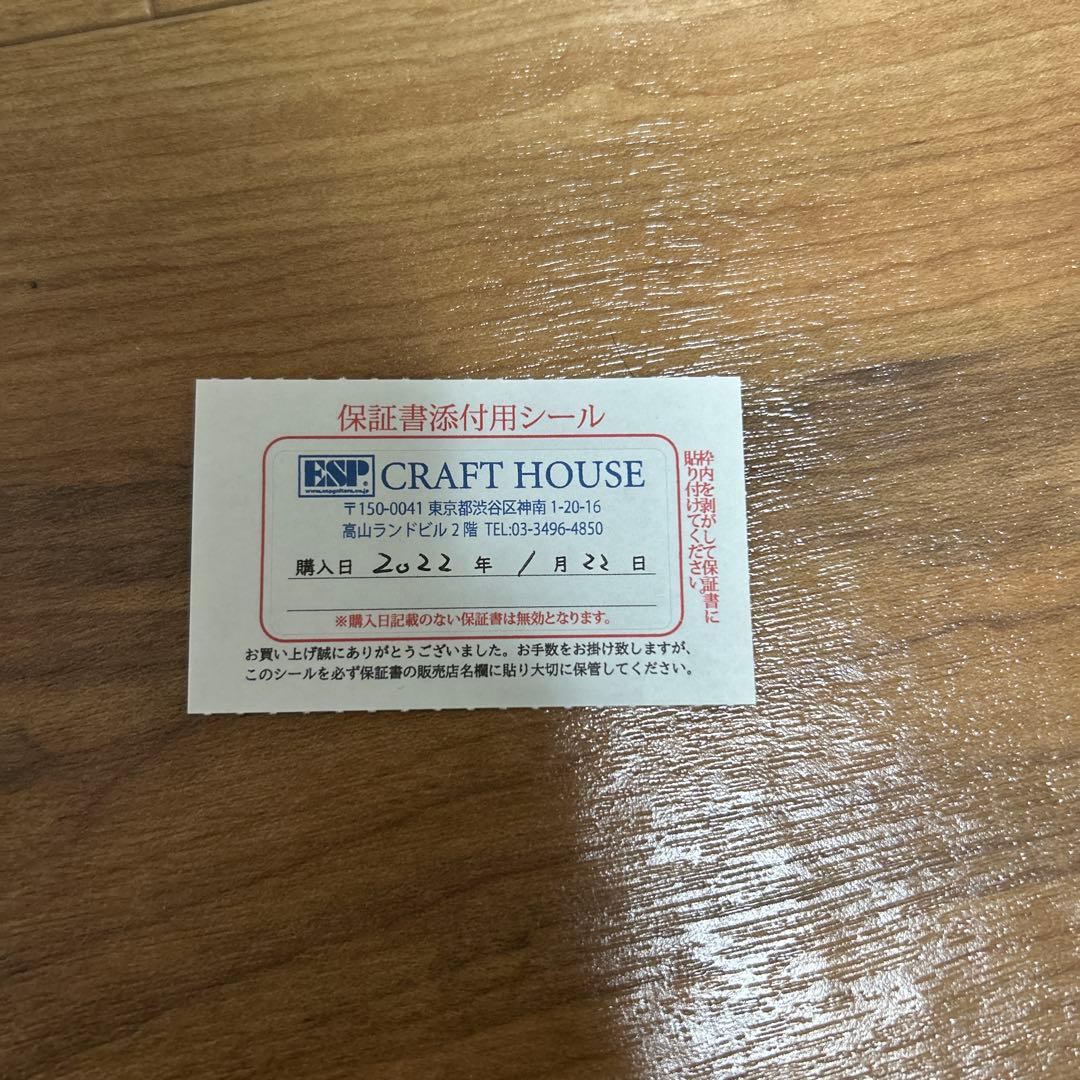 保証書添付用シール
ESP CRAFT HOUSE
www.espguitars.co.jp
〒150-0041 東京都渋谷区神南 1-20-16
高山ランドビル 2 階 TEL:03-3496-4850
購入日 2022 年 1 月 22 日
※購入日記載のない保証書は無効となります。
枠内を剥がして保証書に
貼り付けてください。
お買い上げ誠にありがとうございました。お手数をお掛け致しますが、
このシールを必ず保証書の販売店名欄に貼り大切に保管してください。